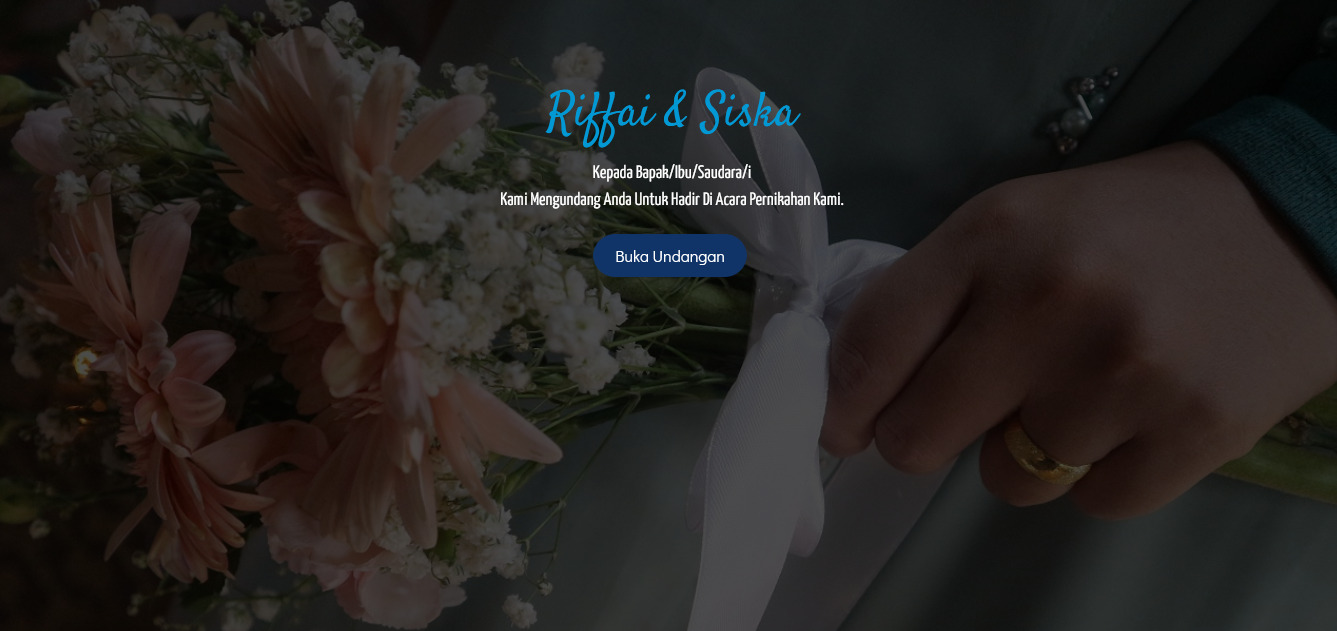 Riffai & Siska
Kepada Bapak/Ibu/Saudara/i
Kami Mengundang Anda Untuk Hadir Di Acara Pernikahan Kami.
Buka Undangan